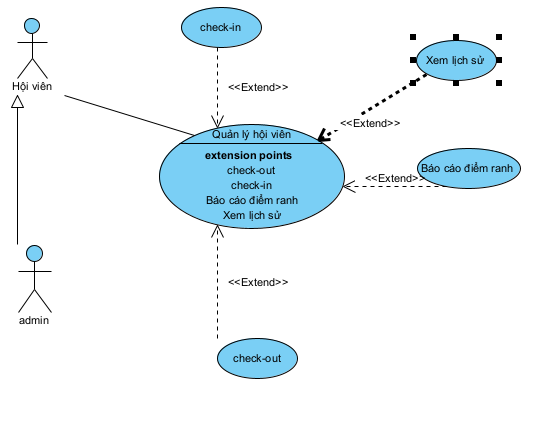 check-in
Hội viên
Xem lịch sử
<<Extend>>
<<Extend>>
Quản lý hội viên
extension points
check-out
check-in
Báo cáo điểm ranh
Xem lịch sử
<<Extend>>
Báo cáo điểm ranh
<<Extend>>
admin
check-out